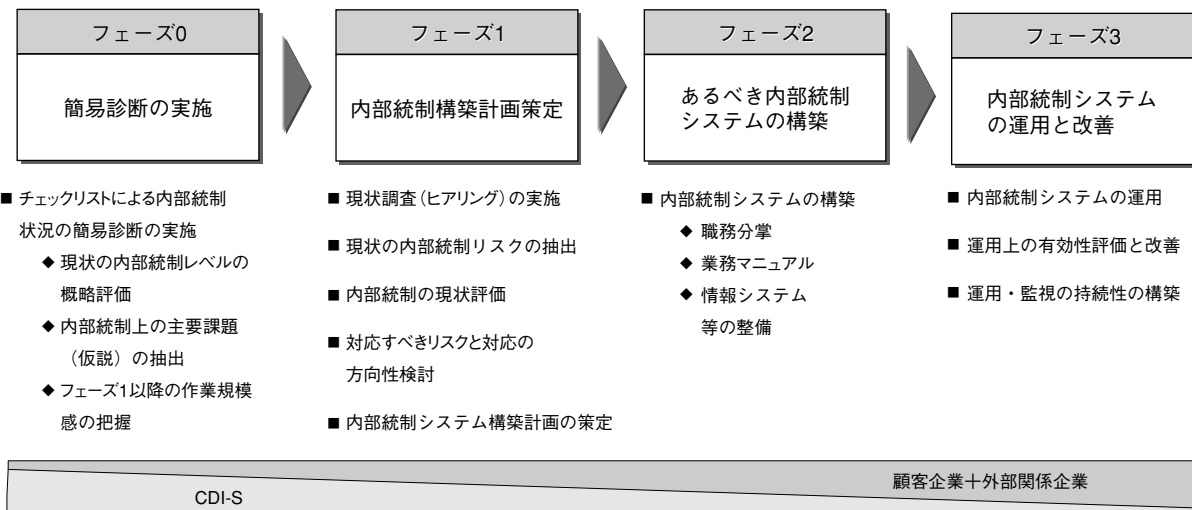 フェーズ0
簡易診断の実施
■ チェックリストによる内部統制
状況の簡易診断の実施
◆ 現状の内部統制レベルの
概略評価
◆ 内部統制上の主要課題
（仮説）の抽出
◆ フェーズ1以降の作業規模
感の把握
フェーズ1
内部統制構築計画策定
■ 現状調査（ヒアリング）の実施
■ 現状の内部統制リスクの抽出
■ 内部統制の現状評価
■ 対応すべきリスクと対応の
方向性検討
■ 内部統制システム構築計画の策定
フェーズ2
あるべき内部統制
システムの構築
■ 内部統制システムの構築
◆ 職務分掌
◆ 業務マニュアル
◆ 情報システム
等の整備
フェーズ3
内部統制システム
の運用と改善
■ 内部統制システムの運用
■ 運用上の有効性評価と改善
■ 運用・監視の持続性の構築
顧客企業＋外部関係企業
CDI-S